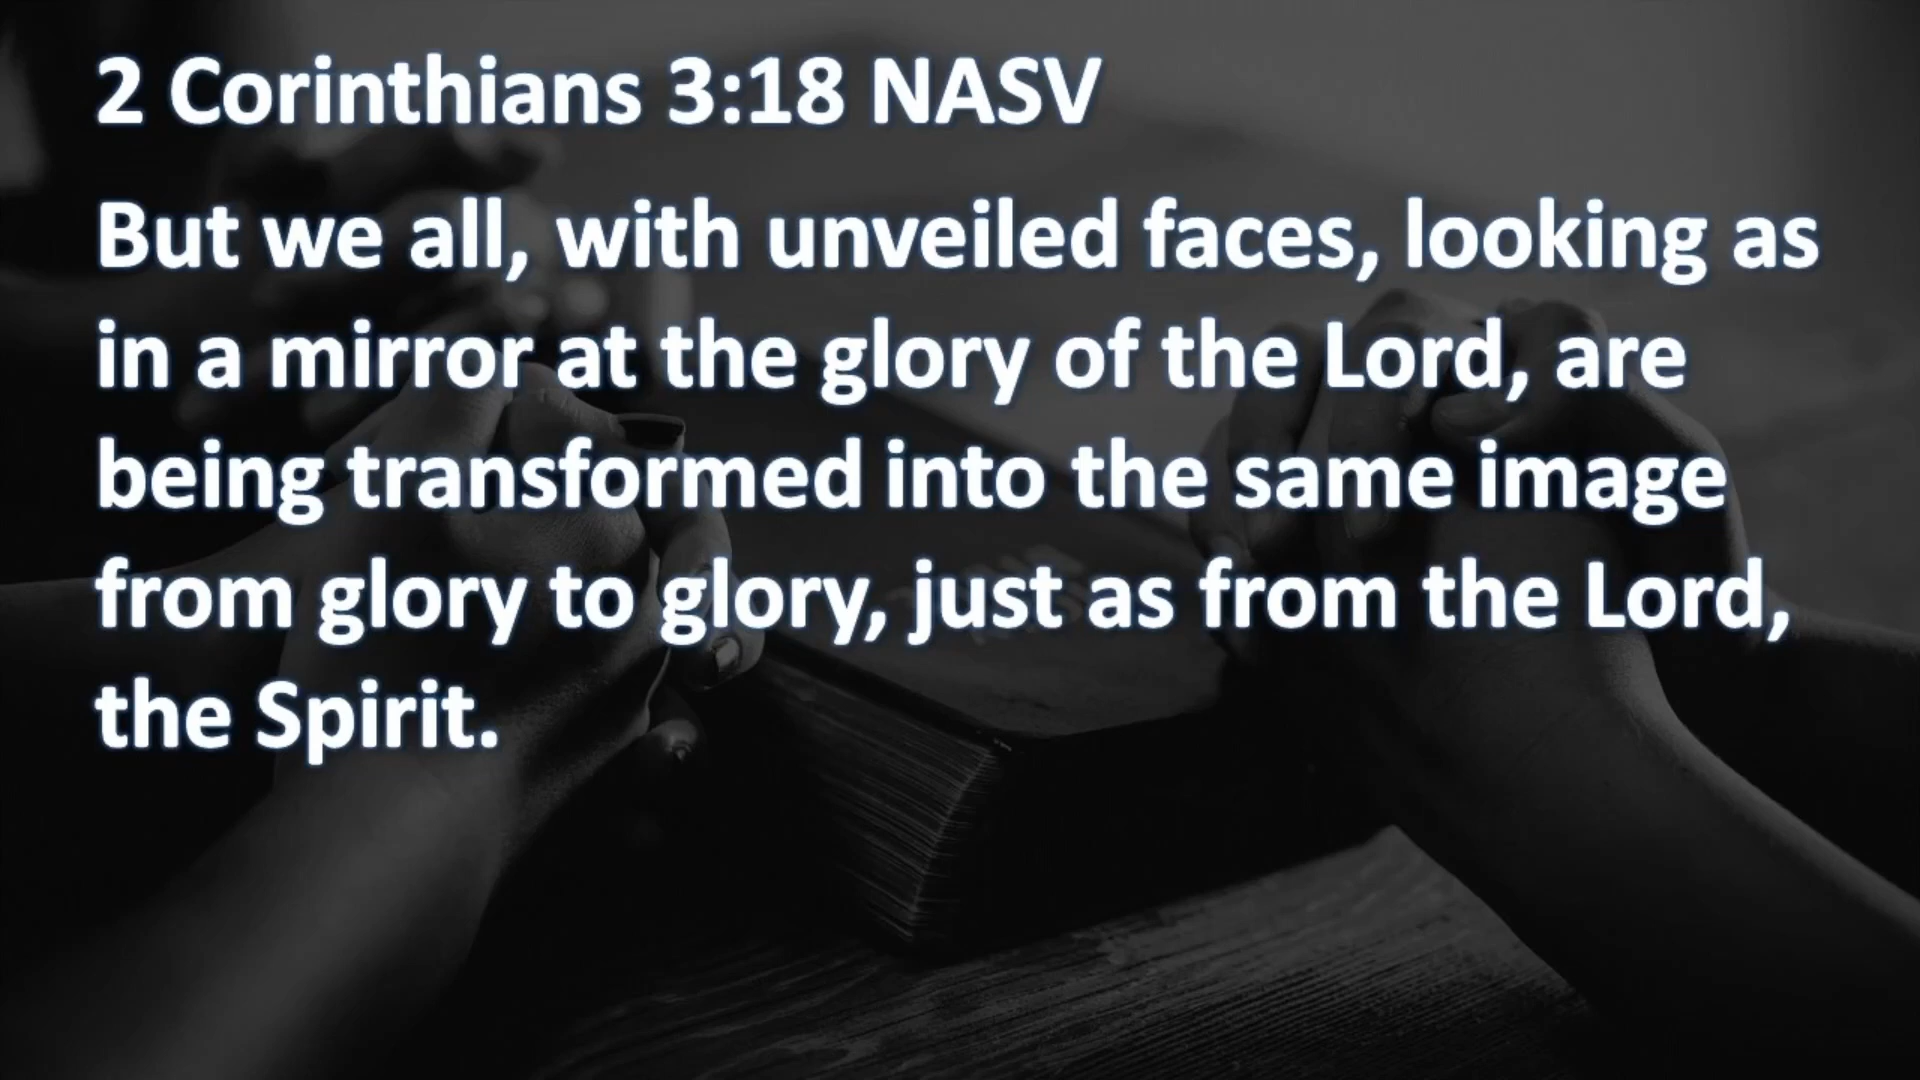 2 Corinthians 3:18 NASV
But we all, with unveiled faces, looking as
in a mirror at the glory of the Lord, are
being transformed into the same image
from glory to glory, just as from the Lord,
the Spirit.